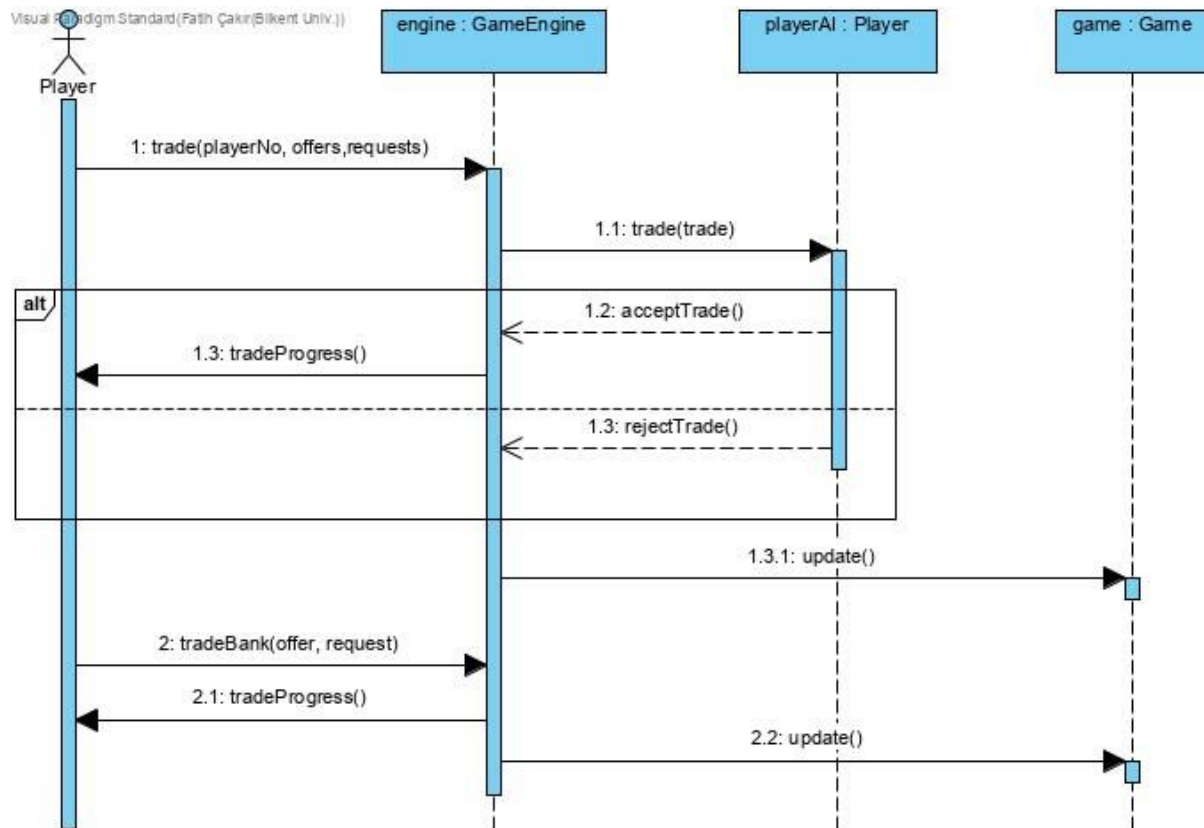 Visual Paradigm Standard(Fatih Çakır(Bilkent Univ.))
engine : GameEngine
playerAI : Player
game : Game
Player
1: trade(playerNo, offers,requests)
1.1: trade(trade)
alt
1.2: acceptTrade()
1.3: tradeProgress()
1.3: rejectTrade()
1.3.1: update()
2: tradeBank(offer, request)
2.1: tradeProgress()
2.2: update()